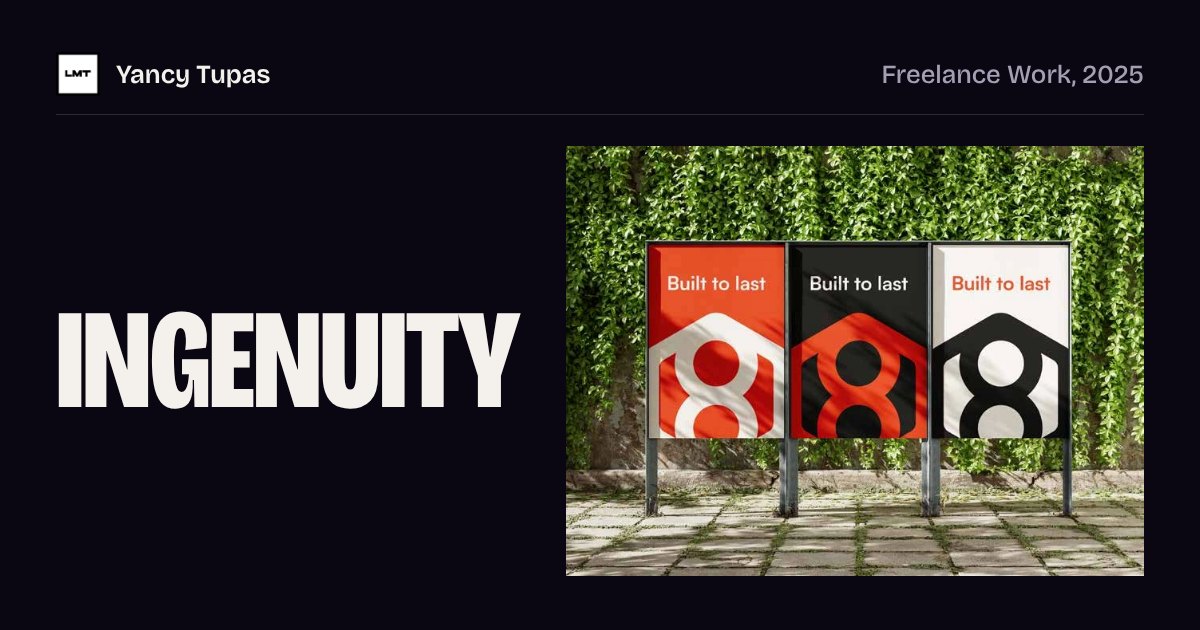 LMT
Yancy Tupas
Freelance Work, 2025
INGENUITY
Built to last
Built to last
Built to last